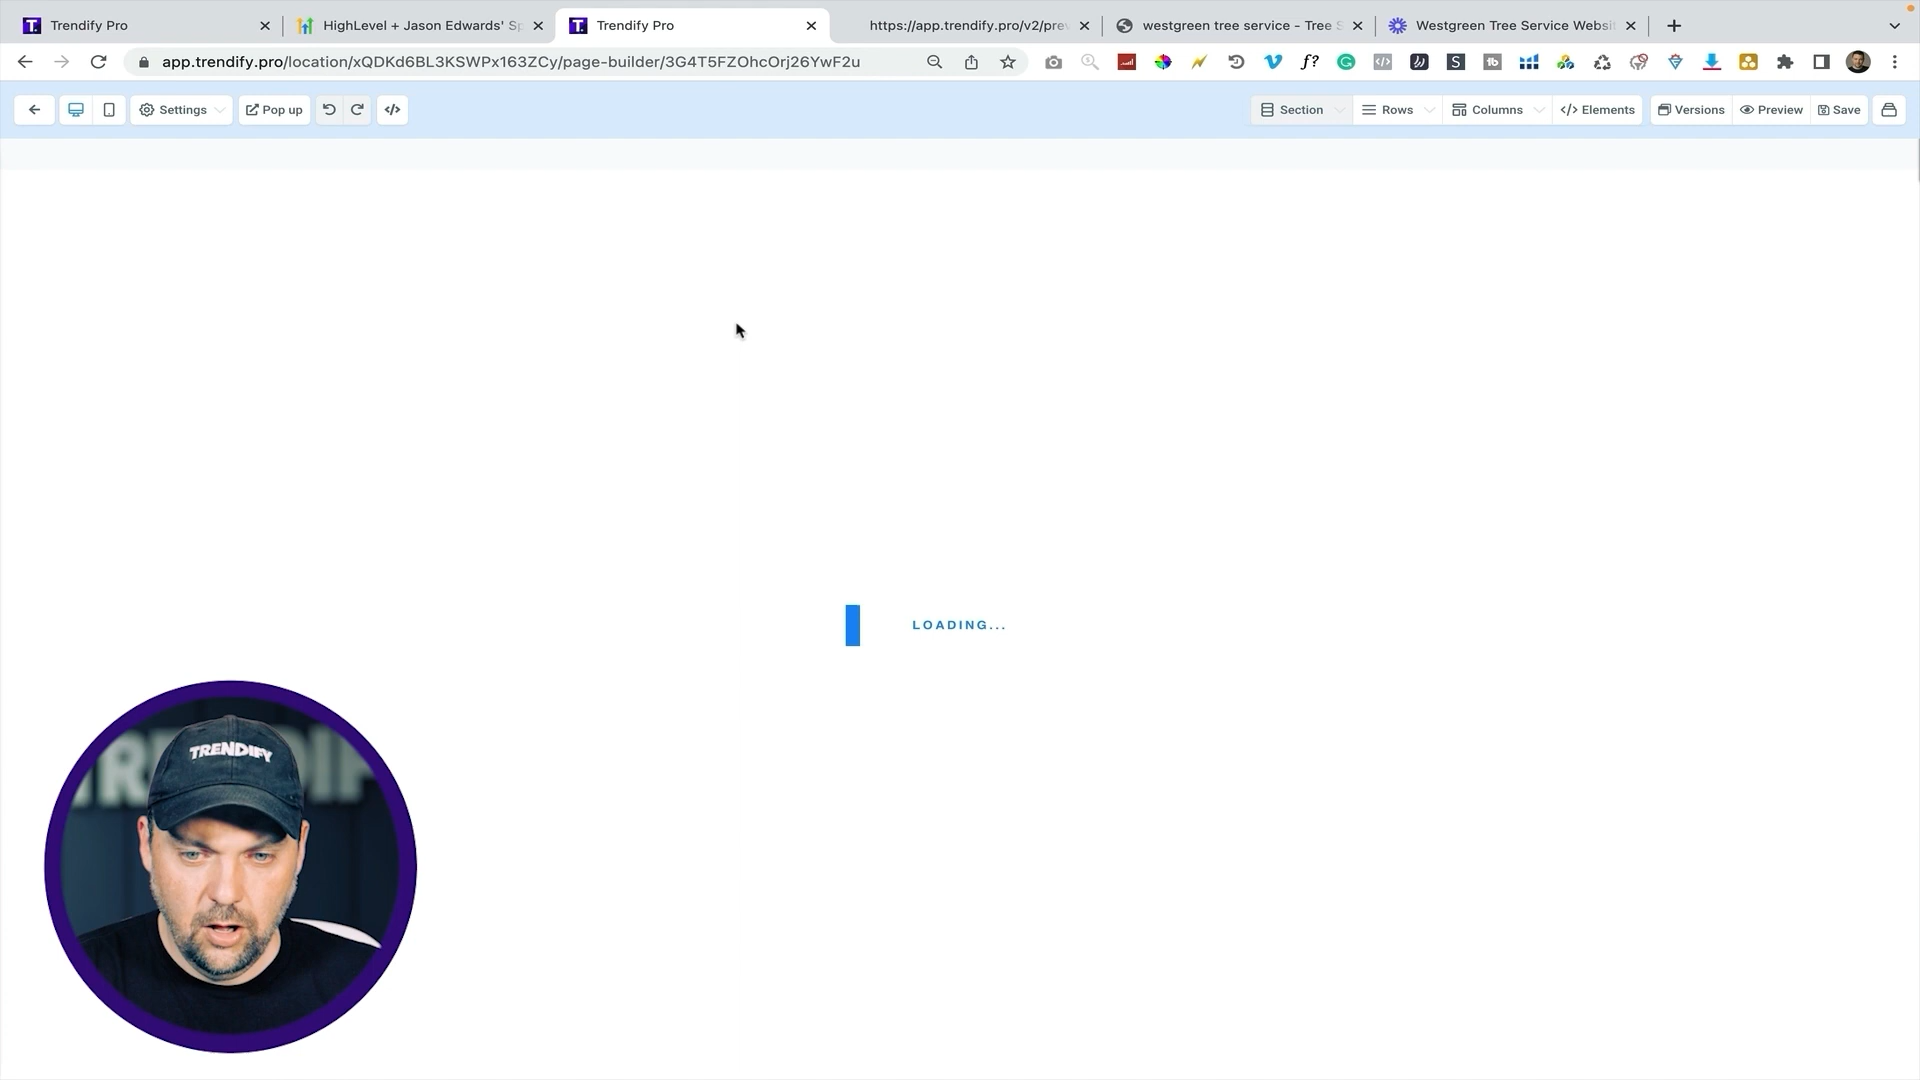 Trendify Pro
HighLevel + Jason Edwards' Sp
Trendify Pro
https://app.trendify.pro/v2/prev
westgreen tree service - Tree S
Westgreen Tree Service Websi
app.trendify.pro/location/xQDKd6BL3KSWPx163ZCy/page-builder/3G4T5FZOhcOrj26YwF2u
Settings
Pop up
Section
Rows
Columns
</> Elements
Versions
Preview
Save
LOADING...
TRENDIFY
TRENDIF